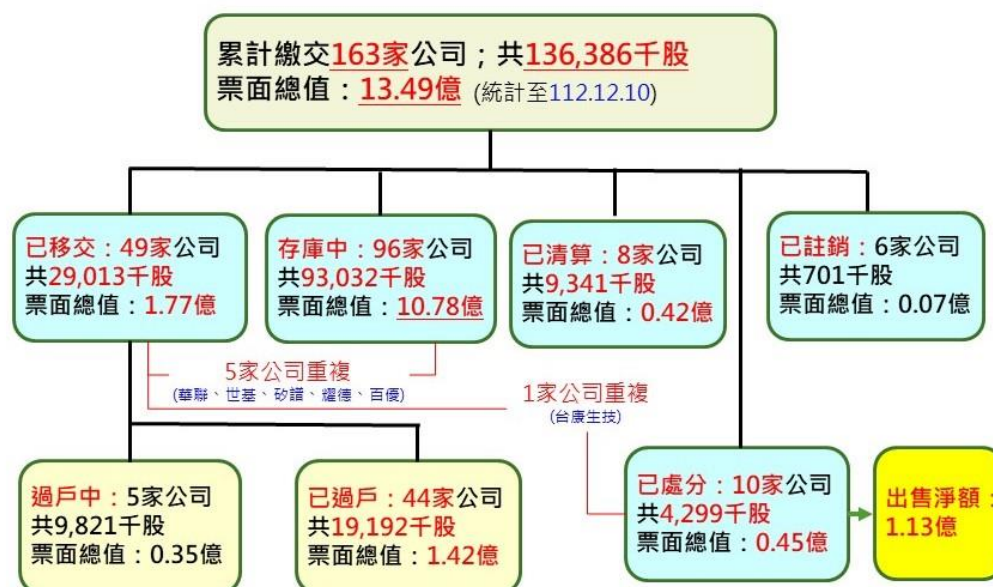 累計繳交163家公司；共136,386千股
票面總值：13.49億 (統計至112.12.10)
已移交：49家公司
共29,013千股
票面總值：1.77億
存庫中：96家公司
共93,032千股
票面總值：10.78億
已清算：8家公司
共9,341千股
票面總值：0.42億
已註銷：6家公司
共701千股
票面總值：0.07億
5家公司重複
(華聯、世基、矽譜、耀德、百優)
1家公司重複
(台康生技)
過戶中：5家公司
共9,821千股
票面總值：0.35億
已過戶：44家公司
共19,192千股
票面總值：1.42億
已處分：10家公司
共4,299千股
票面總值：0.45億
出售淨額：
1.13億